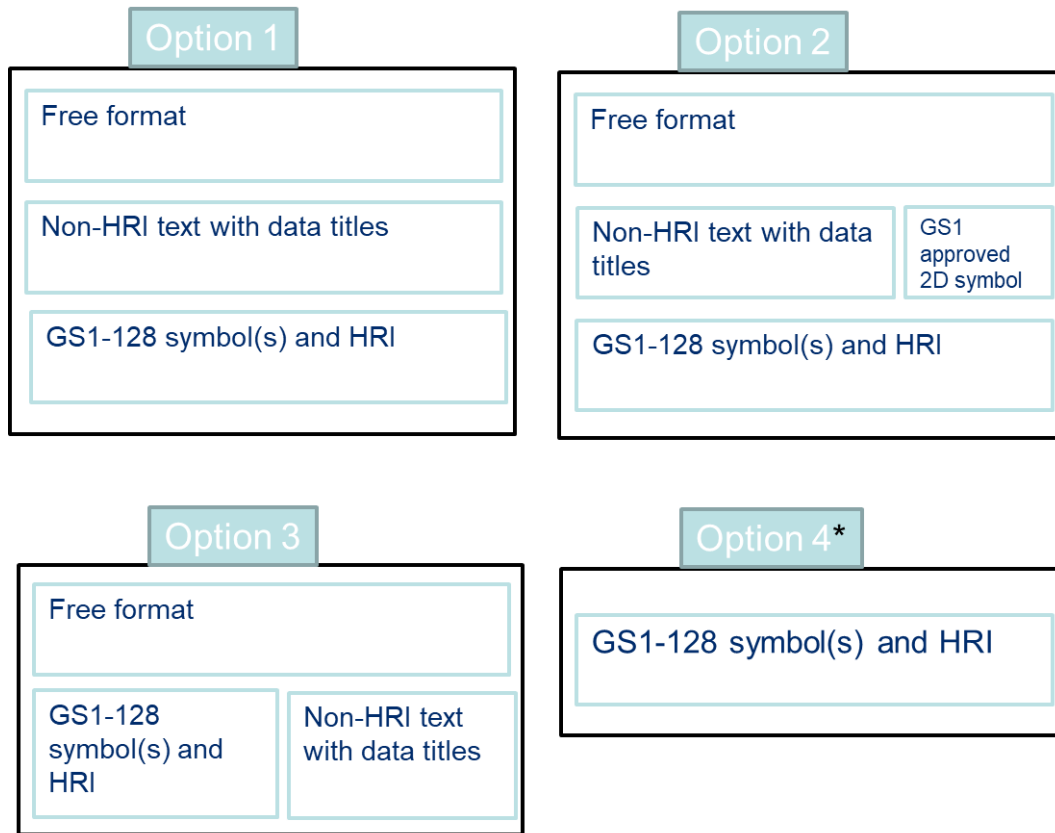 Option 1
Free format
Non-HRI text with data titles
GS1-128 symbol(s) and HRI
Option 2
Free format
Non-HRI text with data
titles
GS1
approved
2D symbol
GS1-128 symbol(s) and HRI
Option 3
Free format
GS1-128
symbol(s) and
HRI
Non-HRI text
with data titles
Option 4*
GS1-128 symbol(s) and HRI